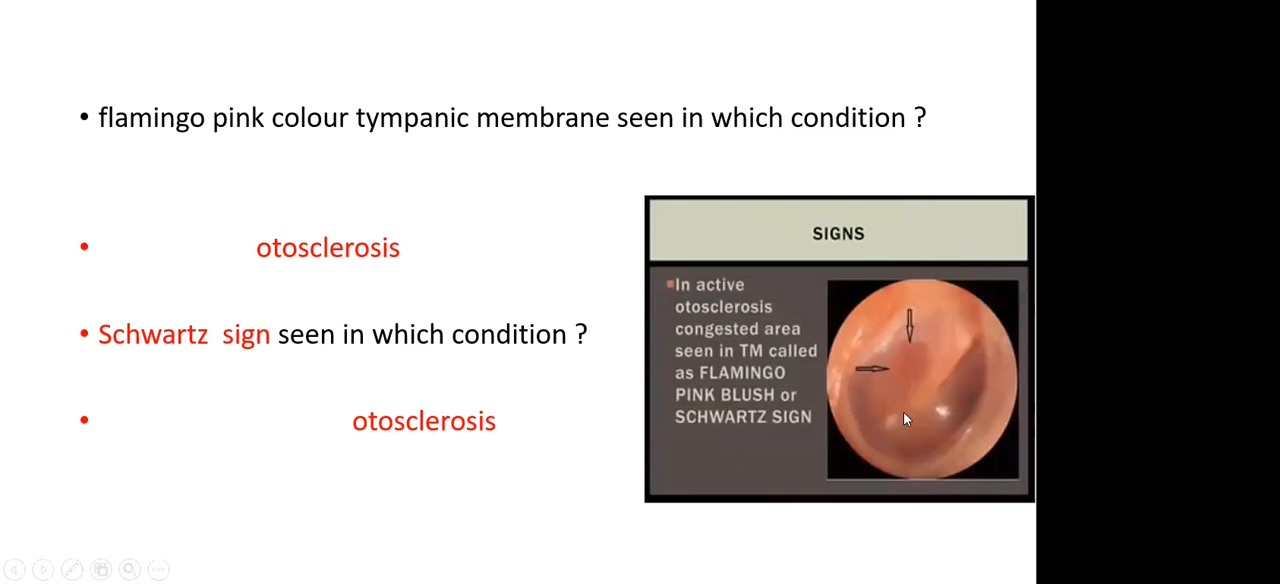 • flamingo pink colour tympanic membrane seen in which condition ?
• otosclerosis
• Schwartz sign seen in which condition ?
• otosclerosis
SIGNS
▪In active
otosclerosis
congested area
seen in TM called
as FLAMINGO
PINK BLUSH or
SCHWARTZ SIGN